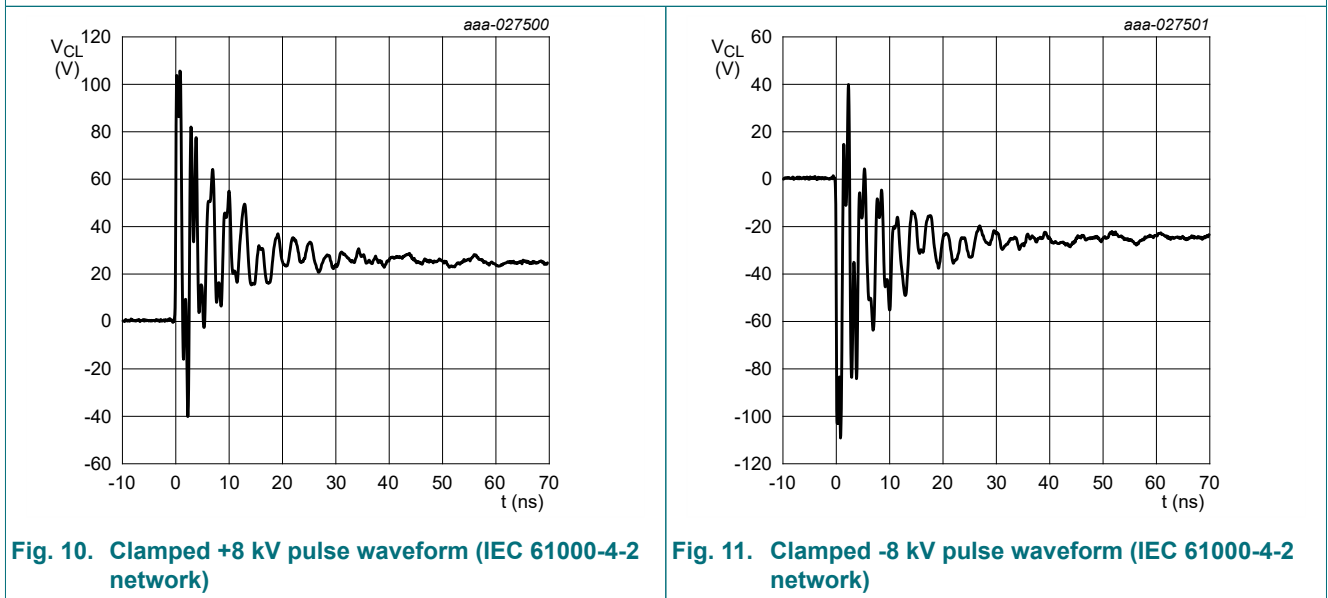 aaa-027500
VCL
(V)
120
100
80
60
40
20
0
-20
-40
-60
-10 0 10 20 30 40 50 60 70
t (ns)
Fig. 10. Clamped +8 kV pulse waveform (IEC 61000-4-2
network)
aaa-027501
VCL
(V)
60
40
20
0
-20
-40
-60
-80
-100
-120
-10 0 10 20 30 40 50 60 70
t (ns)
Fig. 11. Clamped -8 kV pulse waveform (IEC 61000-4-2
network)